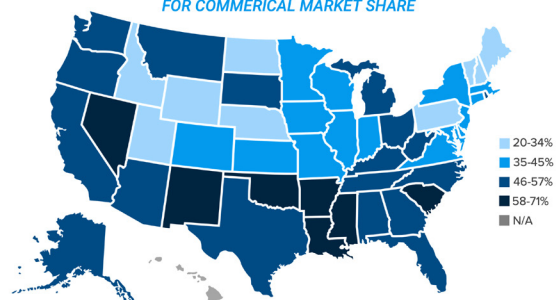 FOR COMMERICAL MARKET SHARE
20-34%
35-45%
46-57%
58-71%
N/A